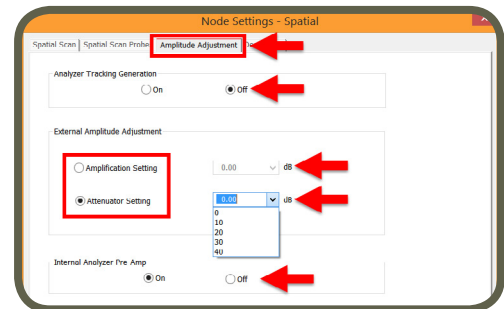 Node Settings - Spatial
Spatial Scan Spatial Scan Probe Amplitude Adjustment
Analyzer Tracking Generation
On Off
External Amplitude Adjustment
Amplification Setting 0.00 dB
Attenuator Setting 0.00 dB
0
10
20
30
40
Internal Analyzer Pre Amp
On Off